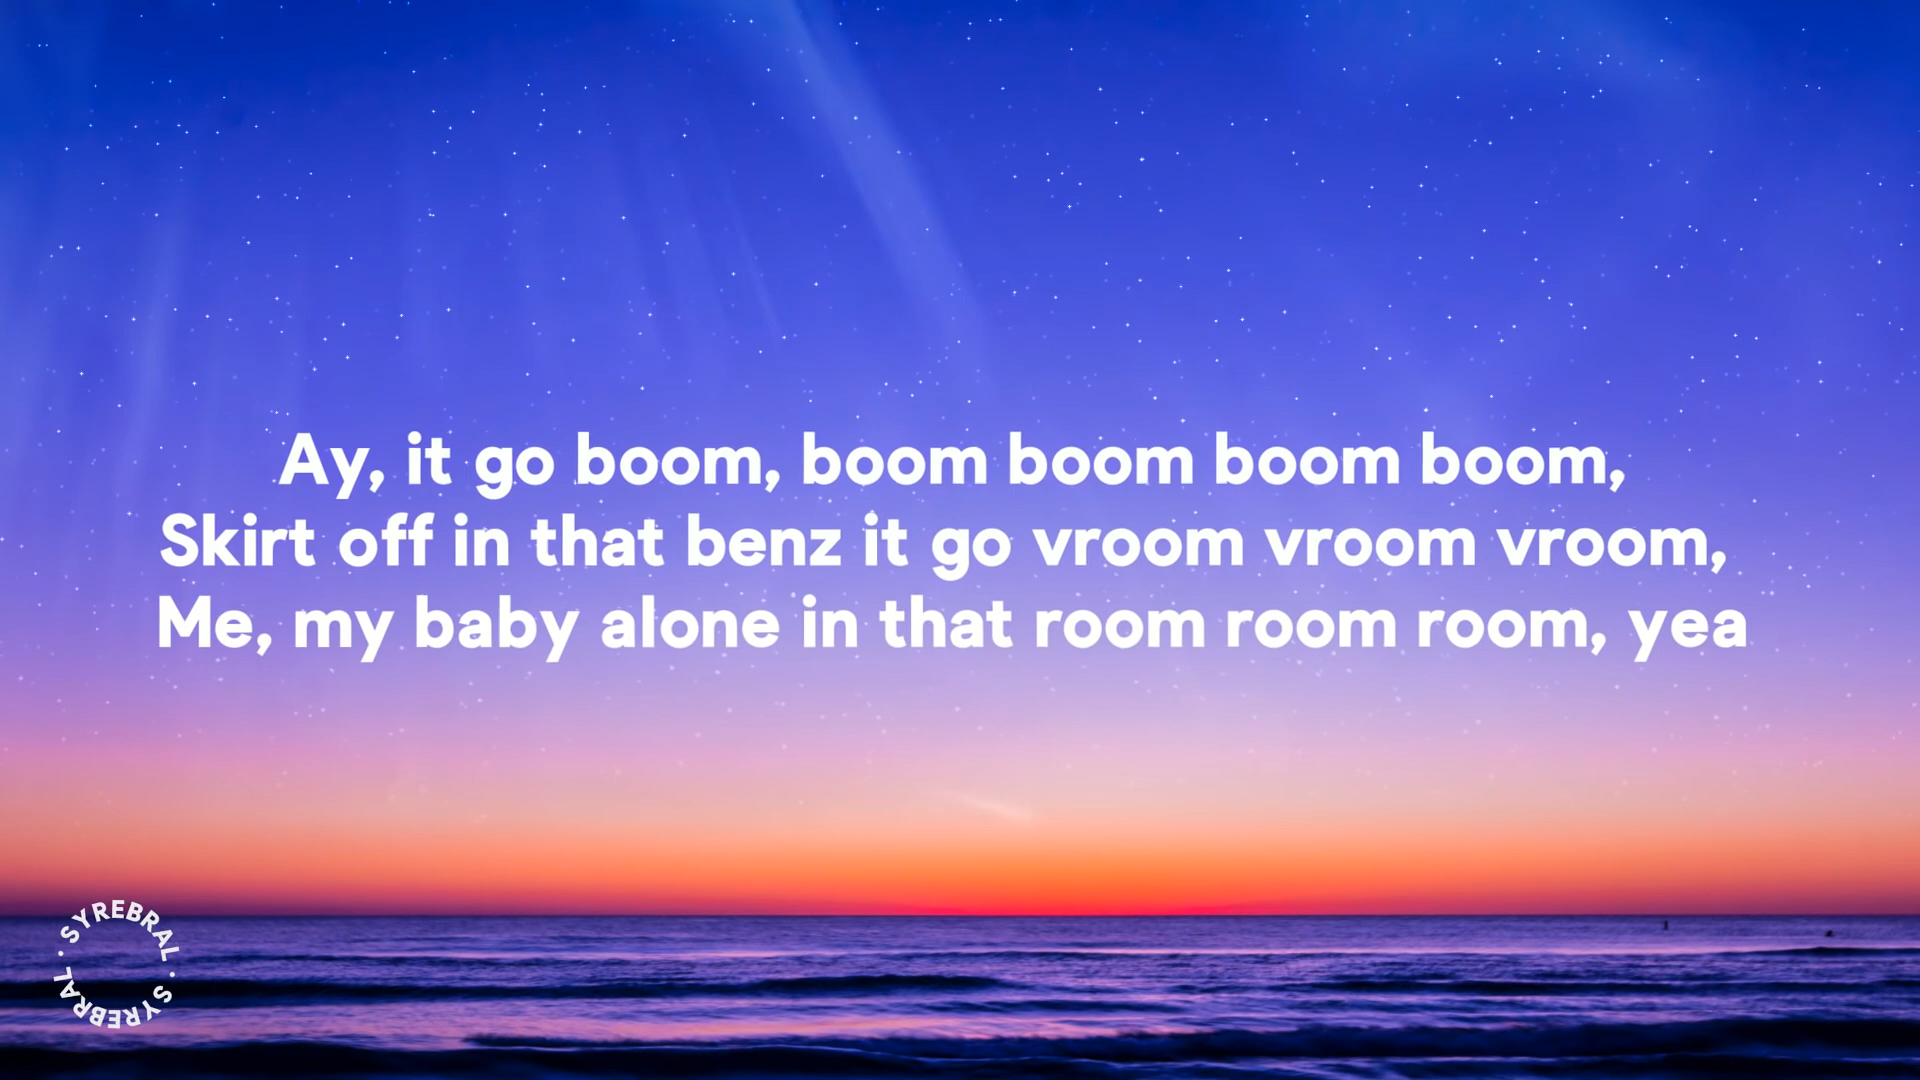 Ay, it go boom, boom boom boom boom,
Skirt off in that benz it go vroom vroom vroom,
Me, my baby alone in that room room room, yea
SYREBRAL · SYREBRAL ·